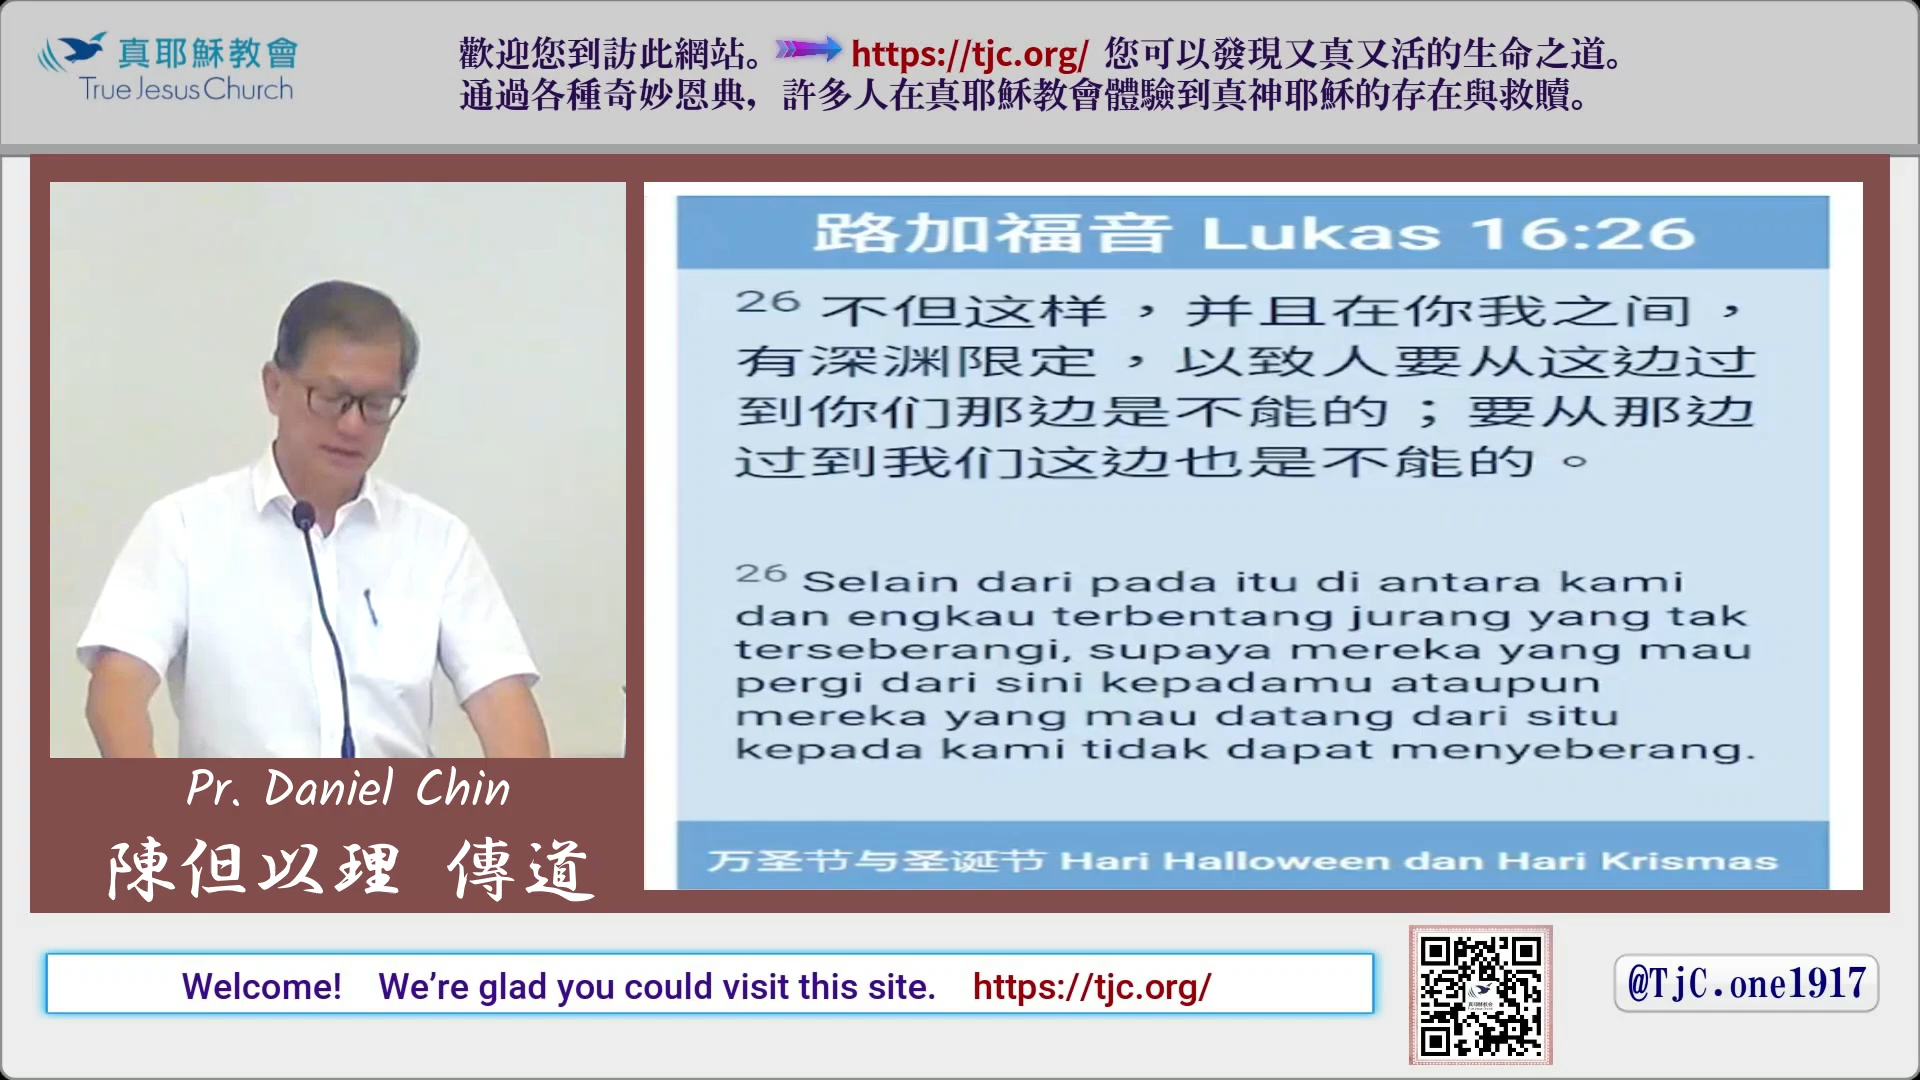 真耶穌教會
True Jesus Church
歡迎您到訪此網站。 https://tjc.org/ 您可以發現又真又活的生命之道。
通過各種奇妙恩典，許多人在真耶穌教會體驗到真神耶穌的存在與救贖。
路加福音 Lukas 16:26
26 不但这样，并且在你我之间，
有深渊限定，以致人要从这边过
到你们那边是不能的；要从那边
过到我们这边也是不能的。
26 Selain dari pada itu di antara kami
dan engkau terbentang jurang yang tak
terseberangi, supaya mereka yang mau
pergi dari sini kepadamu ataupun
mereka yang mau datang dari situ
kepada kami tidak dapat menyeberang.
万圣节与圣诞节 Hari Halloween dan Hari Krismas
Pr. Daniel Chin
陳但以理 傳道
Welcome! We’re glad you could visit this site. https://tjc.org/
@TjC.one1917